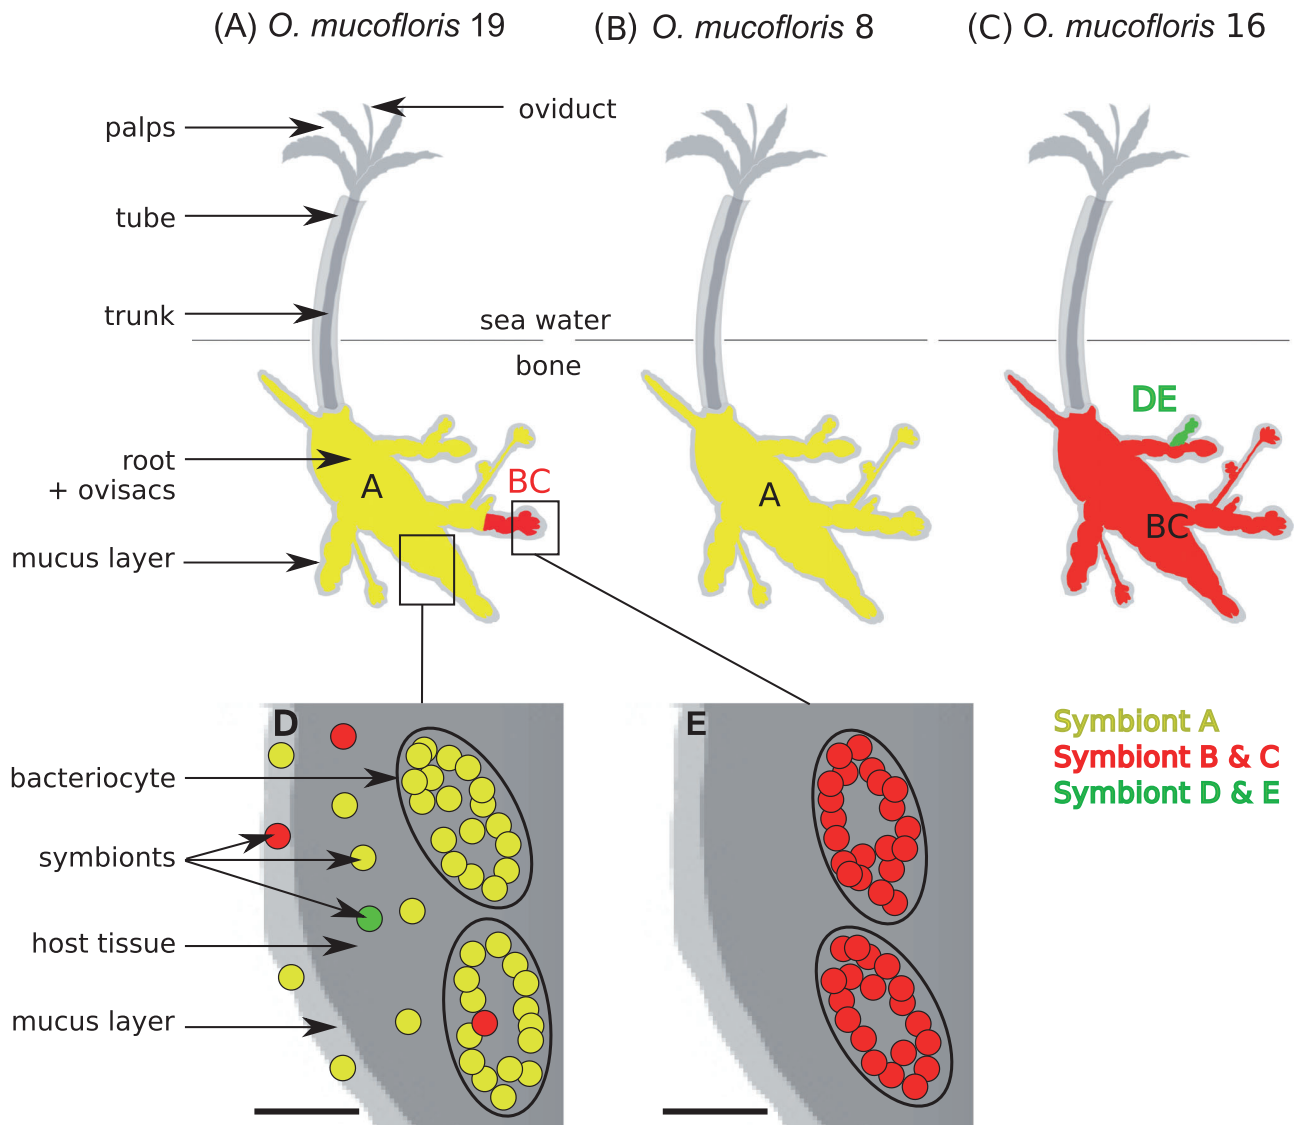 (A) O. mucofloris 19
(B) O. mucofloris 8
(C) O. mucofloris 16
oviduct
palps
tube
trunk
sea water
bone
root
+ ovisacs
mucus layer
A
BC
A
DE
BC
D
E
bacteriocyte
symbionts
host tissue
mucus layer
Symbiont A
Symbiont B & C
Symbiont D & E